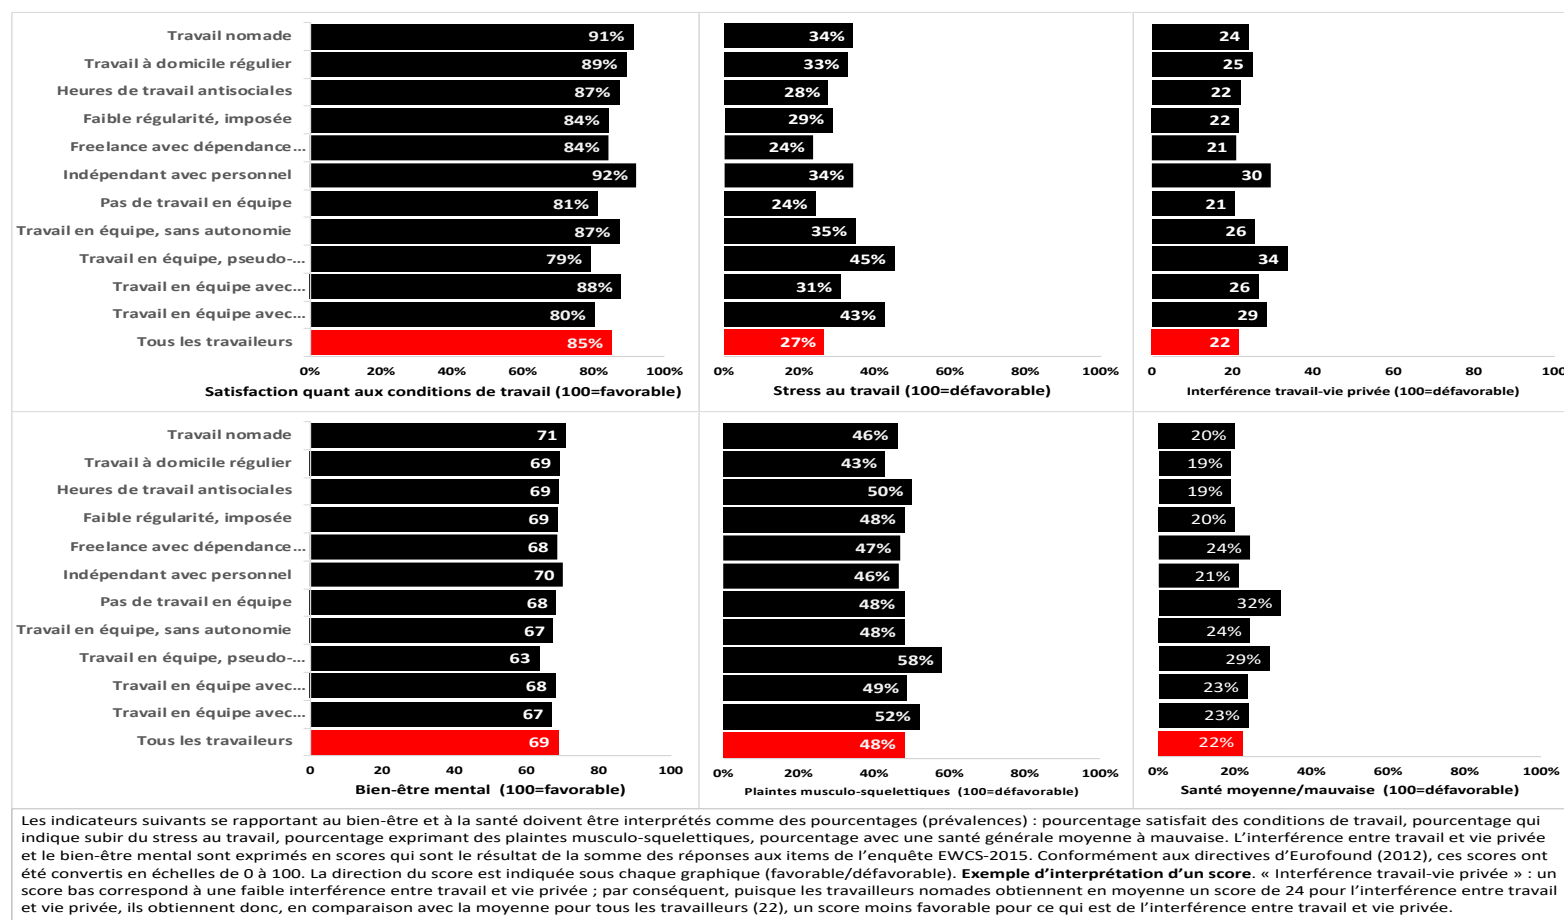 Travail nomade 91% 34% 24
Travail à domicile régulier 89% 33% 25
Heures de travail antisociales 87% 28% 22
Faible régularité, imposée 84% 29% 22
Freelance avec dépendance... 84% 24% 21
Indépendant avec personnel 92% 34% 30
Pas de travail en équipe 81% 24% 21
Travail en équipe, sans autonomie 87% 35% 26
Travail en équipe, pseudo-... 79% 45% 34
Travail en équipe avec... 88% 31% 26
Travail en équipe avec... 80% 43% 29
Tous les travaileurs 85% 27% 22
0% 20% 40% 60% 80% 100% 0% 20% 40% 60% 80% 100% 0 20% 40% 60% 80% 100%
Satisfaction quant aux conditions de travail (100=favorable) Stress au travail (100=défavorable) Interférence travail-vie privée (100=défavorable)
Travail nomade 71 46% 20%
Travail à domicile régulier 69 43% 19%
Heures de travail antisociales 69 50% 19%
Faible régularité, imposée 69 48% 20%
Freelance avec dépendance... 68 47% 24%
Indépendant avec personnel 70 46% 21%
Pas de travail en équipe 68 48% 32%
Travail en équipe, sans autonomie 67 48% 24%
Travail en équipe, pseudo-... 63 58% 29%
Travail en équipe avec... 68 49% 23%
Travail en équipe avec... 67 52% 23%
Tous les travaileurs 69 48% 22%
0 20 40 60 80 100 0% 20% 40% 60% 80% 100% 0% 20% 40% 60% 80% 100%
Bien-être mental (100=favorable) Plaintes musculo-squelettiques (100=défavorable) Santé moyenne/mauvaise (100=défavorable)
Les indicateurs suivants se rapportant au bien-être et à la santé doivent être interprétés comme des pourcentages (prévalences) : pourcentage satisfait des conditions de travail, pourcentage qui
indique subir du stress au travail, pourcentage exprimant des plaintes musculo-squelettiques, pourcentage avec une santé générale moyenne à mauvaise. L'interférence entre travail et vie privée
et le bien-être mental sont exprimés en scores qui sont le résultat de la somme des réponses aux items de l'enquête EWCS-2015. Conformément aux directives d'Eurofound (2012), ces scores ont
été convertis en échelles de 0 à 100. La direction du score est indiquée sous chaque graphique (favorable/défavorable). Exemple d'interprétation d'un score. « Interférence travail-vie privée » : un
score bas correspond à une faible interférence entre travail et vie privée ; par conséquent, puisque les travailleurs nomades obtiennent en moyenne un score de 24 pour l'interférence entre travail
et vie privée, ils obtiennent donc, en comparaison avec la moyenne pour tous les travailleurs (22), un score moins favorable pour ce qui est de l'interférence entre travail et vie privée.